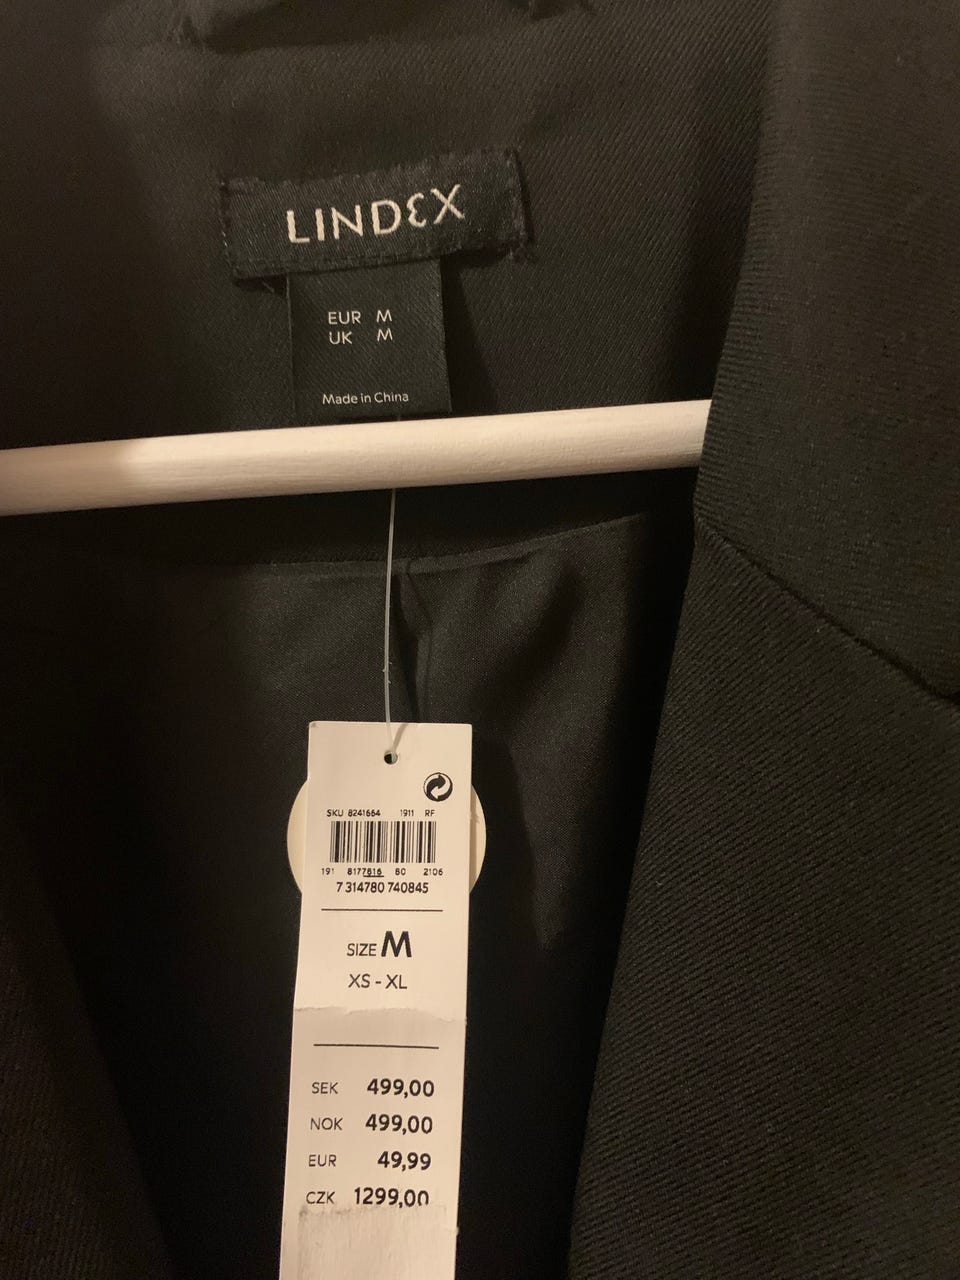 LINDEX
EUR M
UK M
Made in China
SKU 8241664 1911 RF
191 8177816 80 2106
7 314780 740845
SIZE M
XS - XL
SEK 499,00
NOK 499,00
EUR 49,99
CZK 1299,00